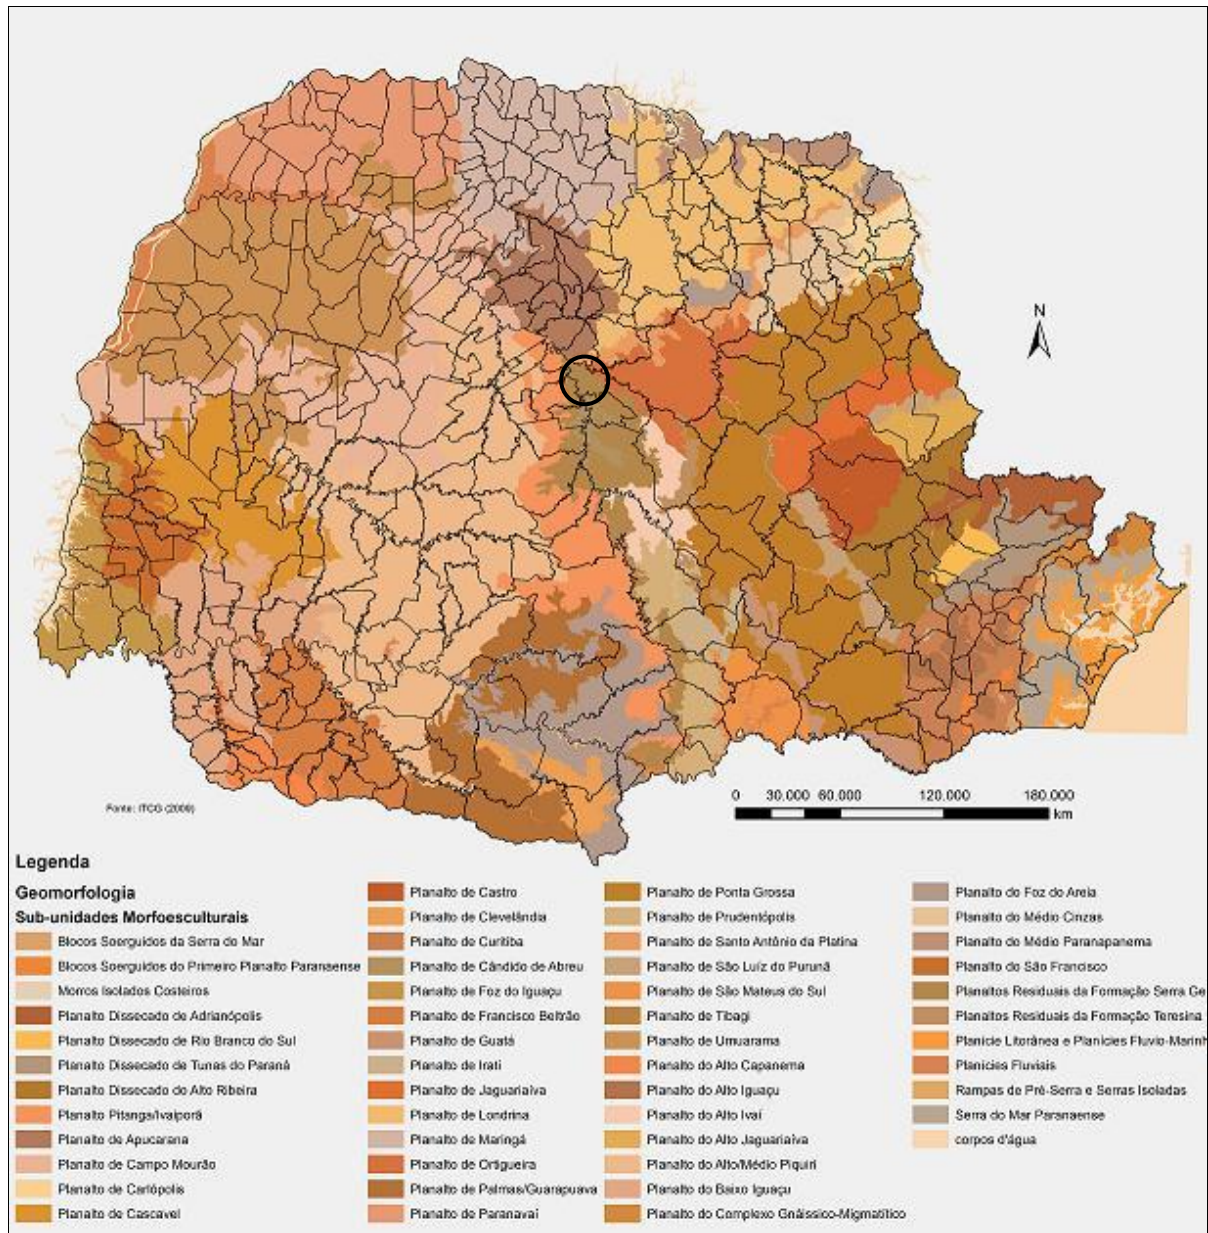 N
0 30.000 60.000 120.000 180.000
km
Fonte: ITCG (2009)
Legenda
Geomorfologia
Sub-unidades Morfoesculturais
Blocos Soerguidos da Serra do Mar
Blocos Soerguidos do Primeiro Planalto Paranaense
Morros Isolados Costeiros
Planalto Dissecado de Adrianópolis
Planalto Dissecado de Rio Branco do Sul
Planalto Dissecado de Tunas do Paraná
Planalto Dissecado do Alto Ribeira
Planalto Pitanga/Ivaiporã
Planalto de Apucarana
Planalto de Campo Mourão
Planalto de Carlópolis
Planalto de Cascavel
Planalto de Castro
Planalto de Clevelândia
Planalto de Curitiba
Planalto de Cândido de Abreu
Planalto de Foz do Iguaçu
Planalto de Francisco Beltrão
Planalto de Guatá
Planalto de Irati
Planalto de Jaguariaíva
Planalto de Londrina
Planalto de Maringá
Planalto de Ortigueira
Planalto de Palmas/Guarapuava
Planalto de Paranavaí
Planalto de Ponta Grossa
Planalto de Prudentópolis
Planalto de Santo Antônio da Platina
Planalto de São Luíz do Purunã
Planalto de São Mateus do Sul
Planalto de Tibagi
Planalto de Umuarama
Planalto do Alto Capanema
Planalto do Alto Iguaçu
Planalto do Alto Ivaí
Planalto do Alto Jaguariaíva
Planalto do Alto/Médio Piquiri
Planalto do Baixo Iguaçu
Planalto do Complexo Gnáissico-Migmatítico
Planalto do Foz do Areia
Planalto do Médio Cinzas
Planalto do Médio Paranapanema
Planalto do São Francisco
Planaltos Residuais da Formação Serra Ge
Planaltos Residuais da Formação Teresina
Planície Litorânea e Planícies Fluvio-Marinh
Planícies Fluviais
Rampas de Pré-Serra e Serras Isoladas
Serra do Mar Paranaense
corpos d'água